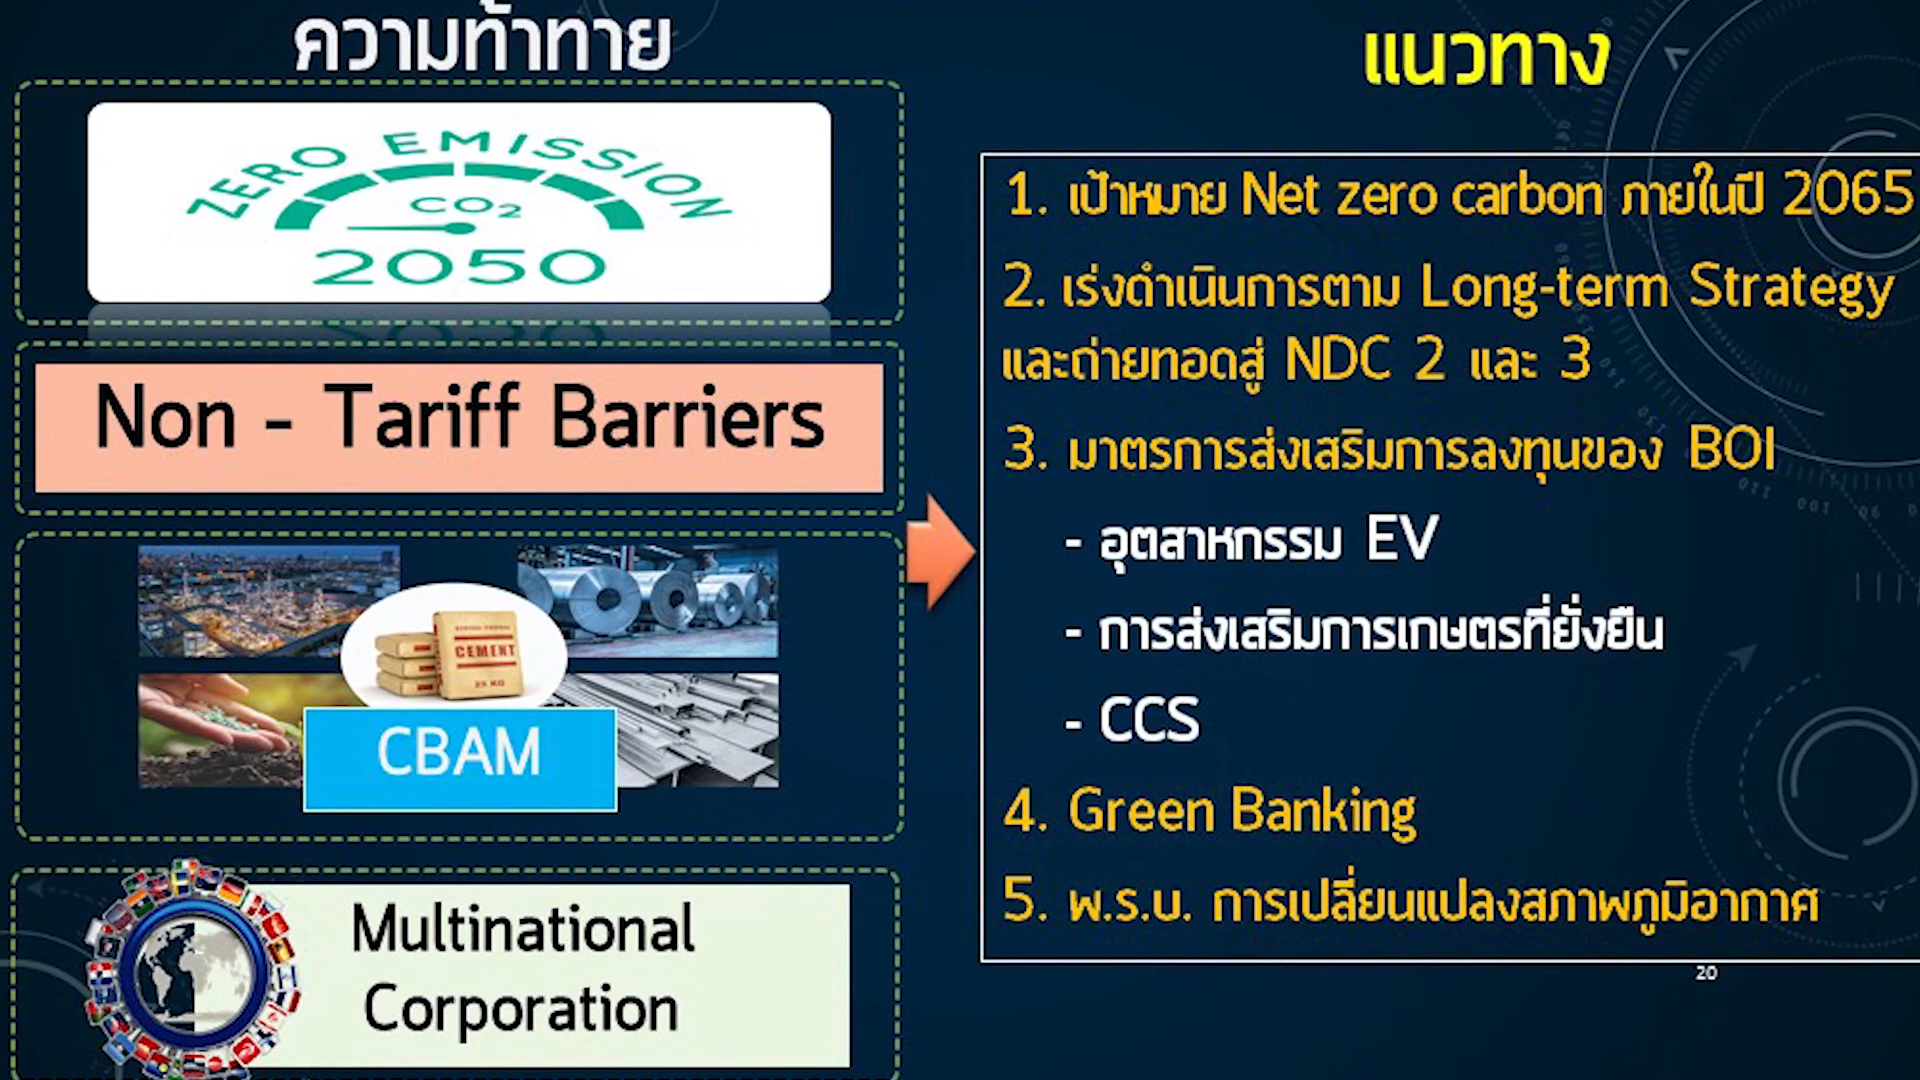 ความท้าทาย
ZERO EMISSION
CO2
2050
Non - Tariff Barriers
CEMENT
25 KG
CBAM
Multinational
Corporation
แนวทาง
1. เป้าหมาย Net zero carbon ภายในปี 2065
2. เร่งดำเนินการตาม Long-term Strategy
และถ่ายทอดสู่ NDC 2 และ 3
3. มาตรการส่งเสริมการลงทุนของ BOI
- อุตสาหกรรม EV
- การส่งเสริมการเกษตรที่ยั่งยืน
- CCS
4. Green Banking
5. พ.ร.บ. การเปลี่ยนแปลงสภาพภูมิอากาศ
20